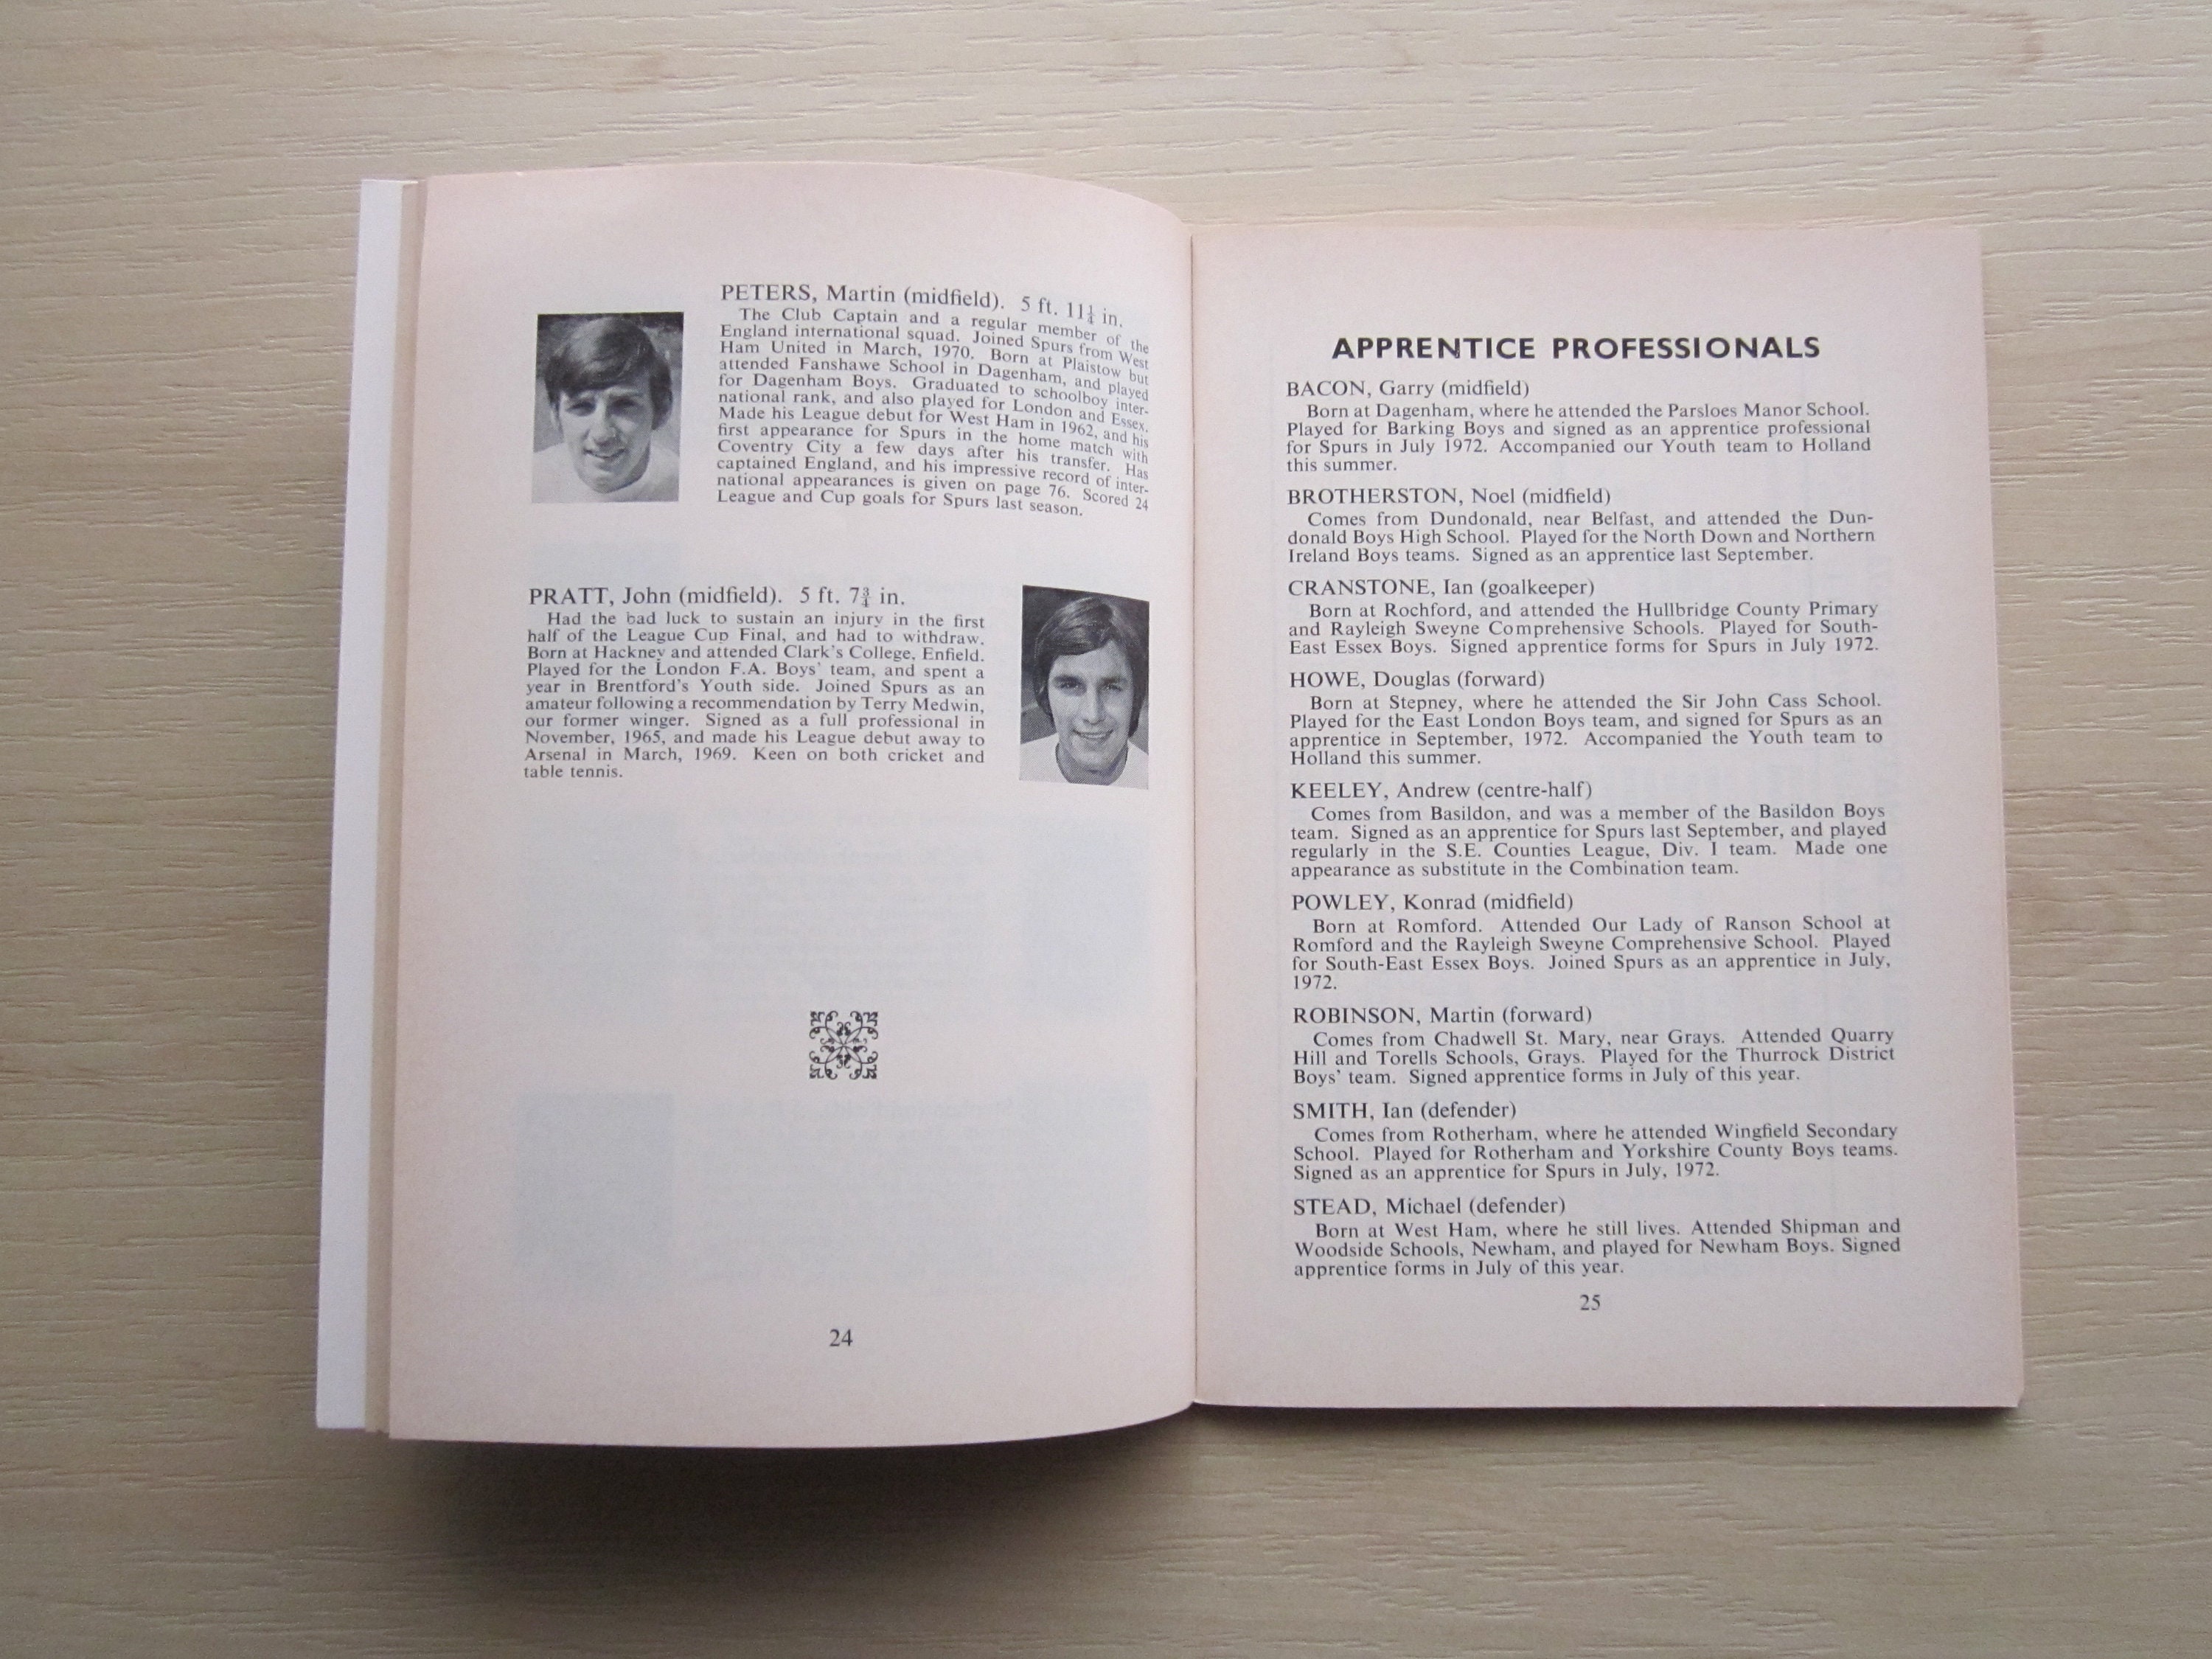 PETERS, Martin (midfield). 5 ft. 11¼ in.
The Club Captain and a regular member of the
England international squad. Joined Spurs from West
Ham United in March, 1970. Born at Plaistow but
attended Fanshawe School in Dagenham, and played
for Dagenham Boys. Graduated to schoolboy inter-
national rank, and also played for London and Essex.
Made his League debut for West Ham in 1962, and his
first appearance for Spurs in the home match with
Coventry City a few days after his transfer. Has
captained England, and his impressive record of inter-
national appearances is given on page 76. Scored 24
League and Cup goals for Spurs last season.
PRATT, John (midfield). 5 ft. 7¾ in.
Had the bad luck to sustain an injury in the first
half of the League Cup Final, and had to withdraw.
Born at Hackney and attended Clark's College, Enfield.
Played for the London F.A. Boys' team, and spent a
year in Brentford's Youth side. Joined Spurs as an
amateur following a recommendation by Terry Medwin,
our former winger. Signed as a full professional in
November, 1965, and made his League debut away to
Arsenal in March, 1969. Keen on both cricket and
table tennis.
24
APPRENTICE PROFESSIONALS
BACON, Garry (midfield)
Born at Dagenham, where he attended the Parsloes Manor School.
Played for Barking Boys and signed as an apprentice professional
for Spurs in July 1972. Accompanied our Youth team to Holland
this summer.
BROTHERSTON, Noel (midfield)
Comes from Dundonald, near Belfast, and attended the Dun-
donald Boys High School. Played for the North Down and Northern
Ireland Boys teams. Signed as an apprentice last September.
CRANSTONE, Ian (goalkeeper)
Born at Rochford, and attended the Hullbridge County Primary
and Rayleigh Sweyne Comprehensive Schools. Played for South-
East Essex Boys. Signed apprentice forms for Spurs in July 1972.
HOWE, Douglas (forward)
Born at Stepney, where he attended the Sir John Cass School.
Played for the East London Boys team, and signed for Spurs as an
apprentice in September, 1972. Accompanied the Youth team to
Holland this summer.
KEELEY, Andrew (centre-half)
Comes from Basildon, and was a member of the Basildon Boys
team. Signed as an apprentice for Spurs last September, and played
regularly in the S.E. Counties League, Div. I team. Made one
appearance as substitute in the Combination team.
POWLEY, Konrad (midfield)
Born at Romford. Attended Our Lady of Ranson School at
Romford and the Rayleigh Sweyne Comprehensive School. Played
for South-East Essex Boys. Joined Spurs as an apprentice in July,
1972.
ROBINSON, Martin (forward)
Comes from Chadwell St. Mary, near Grays. Attended Quarry
Hill and Torells Schools, Grays. Played for the Thurrock District
Boys' team. Signed apprentice forms in July of this year.
SMITH, Ian (defender)
Comes from Rotherham, where he attended Wingfield Secondary
School. Played for Rotherham and Yorkshire County Boys teams.
Signed as an apprentice for Spurs in July, 1972.
STEAD, Michael (defender)
Born at West Ham, where he still lives. Attended Shipman and
Woodside Schools, Newham, and played for Newham Boys. Signed
apprentice forms in July of this year.
25